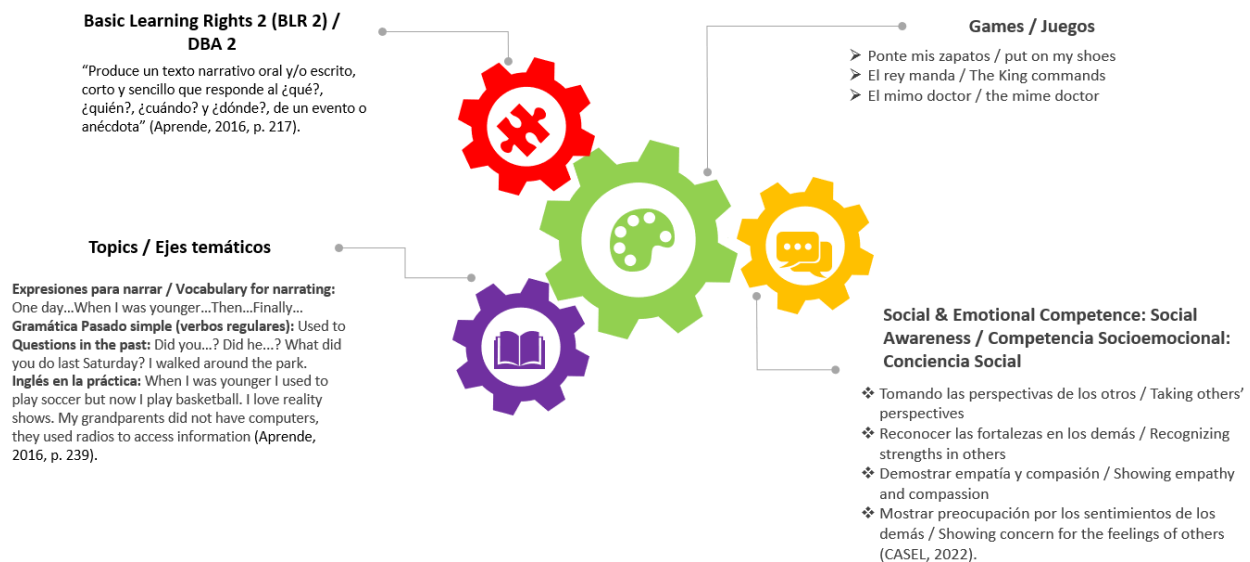 Basic Learning Rights 2 (BLR 2) /
DBA 2
“Produce un texto narrativo oral y/o escrito,
corto y sencillo que responde al ¿qué?,
¿quién?, ¿cuándo? y ¿dónde?, de un evento o
anécdota” (Aprende, 2016, p. 217).
Games / Juegos
➢ Ponte mis zapatos / put on my shoes
➢ El rey manda / The King commands
➢ El mimo doctor / the mime doctor
Topics / Ejes temáticos
Expresiones para narrar / Vocabulary for narrating:
One day…When I was younger…Then…Finally…
Gramática Pasado simple (verbos regulares): Used to
Questions in the past: Did you…? Did he...? What did
you do last Saturday? I walked around the park.
Inglés en la práctica: When I was younger I used to
play soccer but now I play basketball. I love reality
shows. My grandparents did not have computers,
they used radios to access information (Aprende,
2016, p. 239).
Social & Emotional Competence: Social
Awareness / Competencia Socioemocional:
Conciencia Social
❖ Tomando las perspectivas de los otros / Taking others’
perspectives
❖ Reconocer las fortalezas en los demás / Recognizing
strengths in others
❖ Demostrar empatía y compasión / Showing empathy
and compassion
❖ Mostrar preocupación por los sentimientos de los
demás / Showing concern for the feelings of others
(CASEL, 2022).